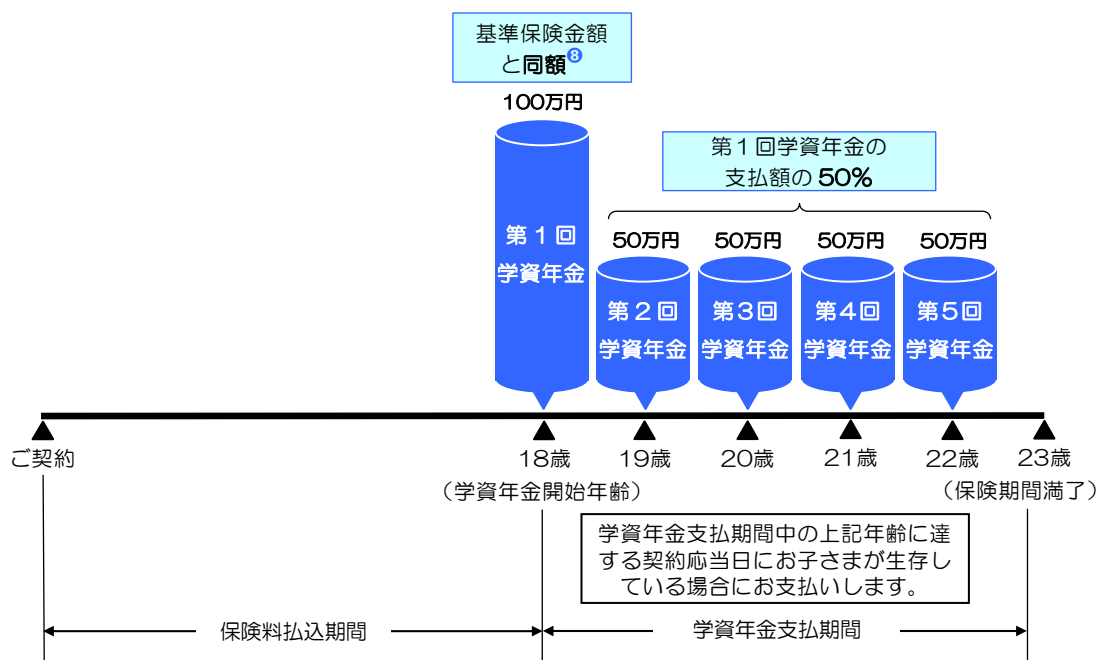 基準保険金額
と同額❽
100万円
第1回学資年金の
支払額の 50%
第1回
学資年金
50万円 50万円 50万円 50万円
第2回 第3回 第4回 第5回
学資年金 学資年金 学資年金 学資年金
ご契約 18歳 19歳 20歳 21歳 22歳 23歳
（学資年金開始年齢） （保険期間満了）
学資年金支払期間中の上記年齢に達
する契約応当日にお子さまが生存し
ている場合にお支払いします。
保険料払込期間 学資年金支払期間